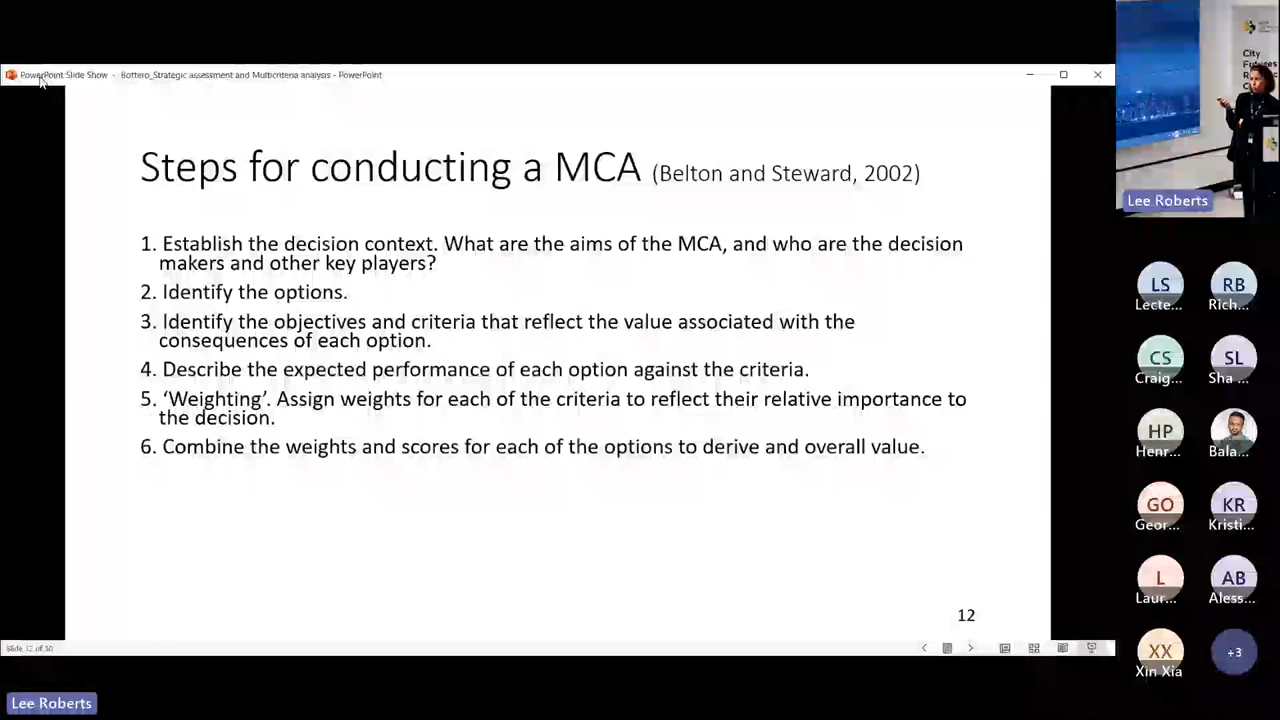 PowerPoint Slide Show - Bottero_Strategic assessment and Multicriteria analysis - PowerPoint
Steps for conducting a MCA (Belton and Steward, 2002)
1. Establish the decision context. What are the aims of the MCA, and who are the decision
makers and other key players?
2. Identify the options.
3. Identify the objectives and criteria that reflect the value associated with the
consequences of each option.
4. Describe the expected performance of each option against the criteria.
5. ‘Weighting’. Assign weights for each of the criteria to reflect their relative importance to
the decision.
6. Combine the weights and scores for each of the options to derive and overall value.
12
Slide 12 of 50
Lee Roberts
City
Lee Roberts
LS
Lecte...
RB
Rich...
CS
Craig...
SL
Sha ...
HP
Henr...
Bala...
GO
Geor...
KR
Kristi...
L
Laur...
AB
Aless...
XX
Xin Xia
+3